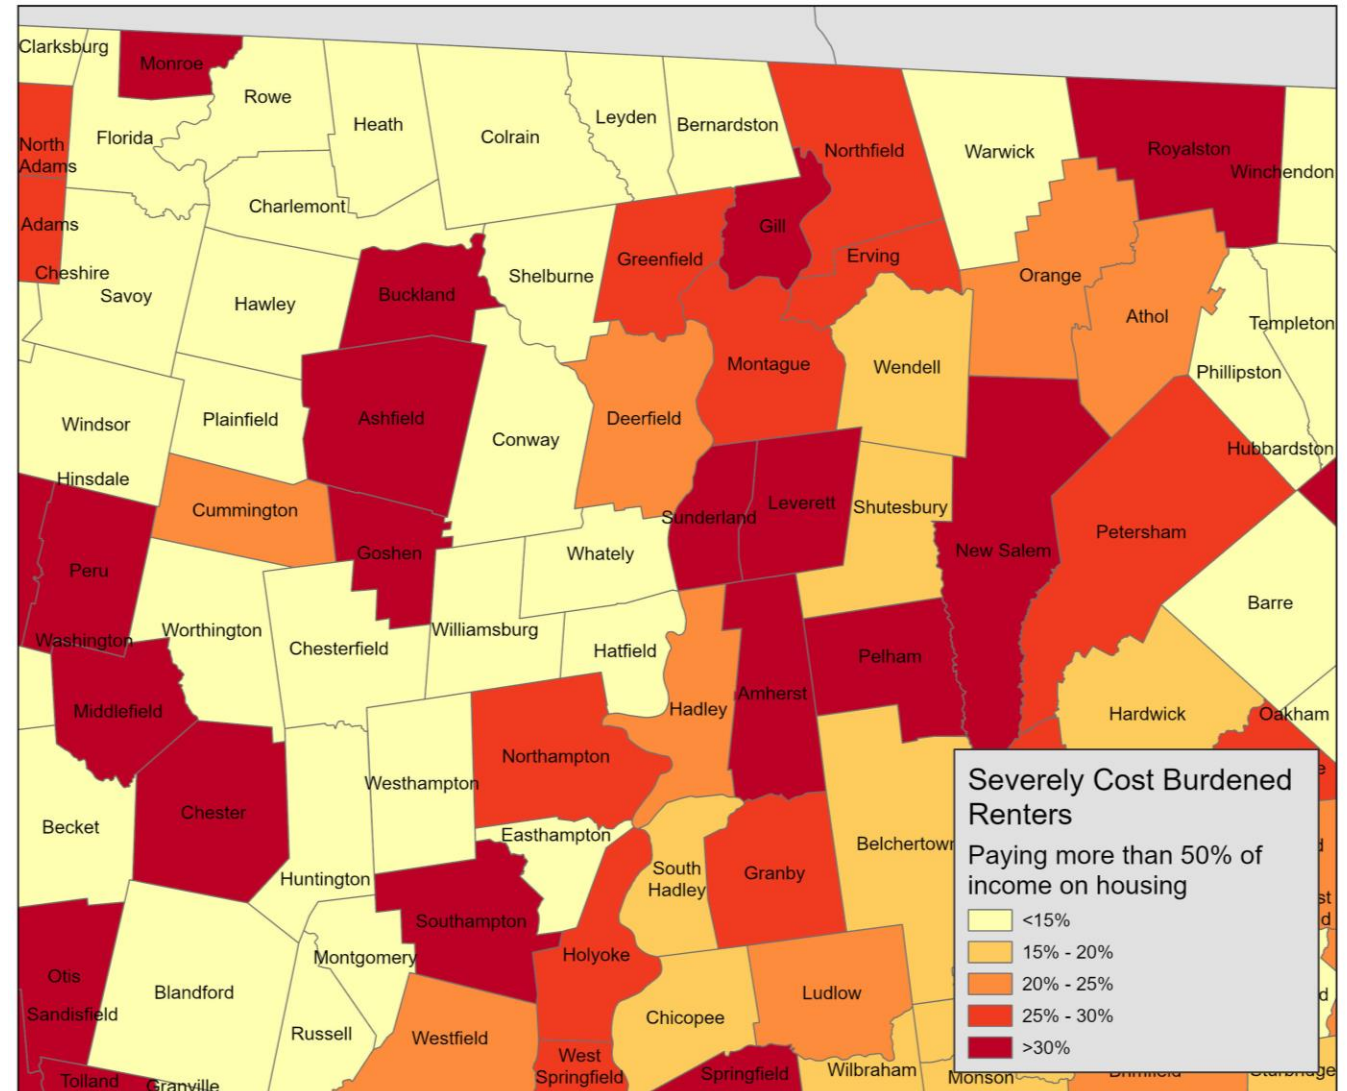 Clarksburg
Monroe
Rowe
Heath
Colrain
Leyden
Bernardston
Northfield
Warwick
Royalston
Winchendon
Florida
North
Adams
Charlemont
Adams
Gill
Greenfield
Erving
Shelburne
Orange
Cheshire
Savoy
Hawley
Buckland
Athol
Templeton
Montague
Wendell
Phillipston
Windsor
Plainfield
Ashfield
Conway
Deerfield
Hubbardston
Hinsdale
Cummington
Sunderland
Leverett
Shutesbury
Petersham
Goshen
Whately
New Salem
Peru
Barre
Washington
Worthington
Chesterfield
Williamsburg
Hatfield
Pelham
Middlefield
Hadley
Amherst
Hardwick
Oakham
Northampton
Westhampton
Chester
Becket
Easthampton
Belchertown
Huntington
South
Hadley
Granby
Southampton
Montgomery
Holyoke
Otis
Blandford
Ludlow
Sandisfield
Chicopee
Russell
Westfield
West
Springfield
Springfield
Wilbraham
Monson
Tolland
Granville
Severely Cost Burdened
Renters
Paying more than 50% of
income on housing
<15%
15% - 20%
20% - 25%
25% - 30%
>30%